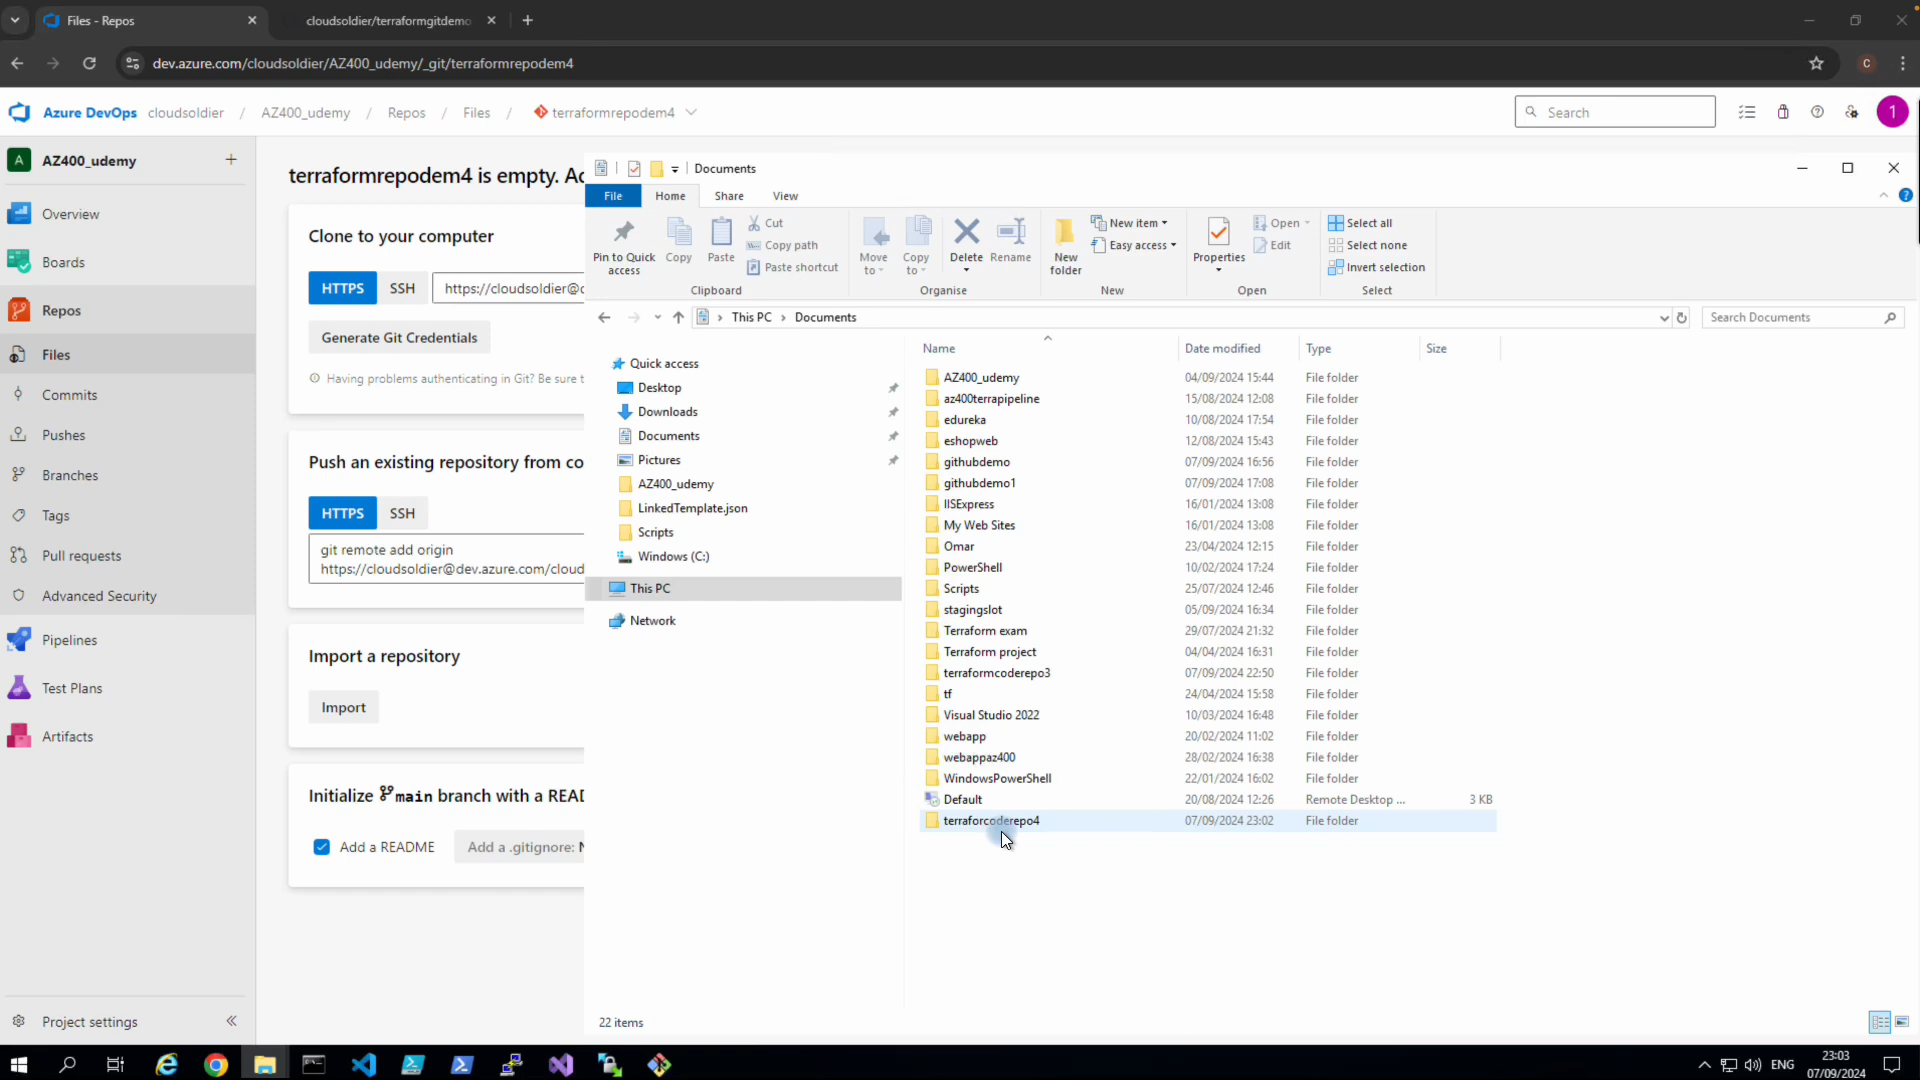 Files - Repos
cloudsoldier/terraformgitdemo
dev.azure.com/cloudsoldier/AZ400_udemy/_git/terraformrepodem4
C
Azure DevOps cloudsoldier / AZ400_udemy / Repos / Files / terraformrepodem4
Search
1
A AZ400_udemy
Overview
Boards
Repos
Files
Commits
Pushes
Branches
Tags
Pull requests
Advanced Security
Pipelines
Test Plans
Artifacts
Project settings
terraformrepodem4 is empty. Ad
Clone to your computer
HTTPS SSH https://cloudsoldier@d
Generate Git Credentials
Having problems authenticating in Git? Be sure t
Push an existing repository from co
HTTPS SSH
git remote add origin
https://cloudsoldier@dev.azure.com/cloud
Import a repository
Import
Initialize main branch with a READ
Add a README Add a .gitignore: N
Documents
File Home Share View
Pin to Quick access
Copy
Paste
Cut
Copy path
Paste shortcut
Clipboard
Move to
Copy to
Delete
Rename
Organise
New folder
New item
Easy access
New
Properties
Open
Edit
Open
Select all
Select none
Invert selection
Select
This PC > Documents
Search Documents
Quick access
Desktop
Downloads
Documents
Pictures
AZ400_udemy
LinkedTemplate.json
Scripts
Windows (C:)
This PC
Network
Name Date modified Type Size
AZ400_udemy 04/09/2024 15:44 File folder
az400terrapipeline 15/08/2024 12:08 File folder
edureka 10/08/2024 17:54 File folder
eshopweb 12/08/2024 15:43 File folder
githubdemo 07/09/2024 16:56 File folder
githubdemo1 07/09/2024 17:08 File folder
IISExpress 16/01/2024 13:08 File folder
My Web Sites 16/01/2024 13:08 File folder
Omar 23/04/2024 12:15 File folder
PowerShell 10/02/2024 17:24 File folder
Scripts 25/07/2024 12:46 File folder
stagingslot 05/09/2024 16:34 File folder
Terraform exam 29/07/2024 21:32 File folder
Terraform project 04/04/2024 16:31 File folder
terraformcoderepo3 07/09/2024 22:50 File folder
tf 24/04/2024 15:58 File folder
Visual Studio 2022 10/03/2024 16:48 File folder
webapp 20/02/2024 11:02 File folder
webappaz400 28/02/2024 16:38 File folder
WindowsPowerShell 22/01/2024 16:02 File folder
Default 20/08/2024 12:26 Remote Desktop ... 3 KB
terraforcoderepo4 07/09/2024 23:02 File folder
22 items
ENG
23:03
07/09/2024